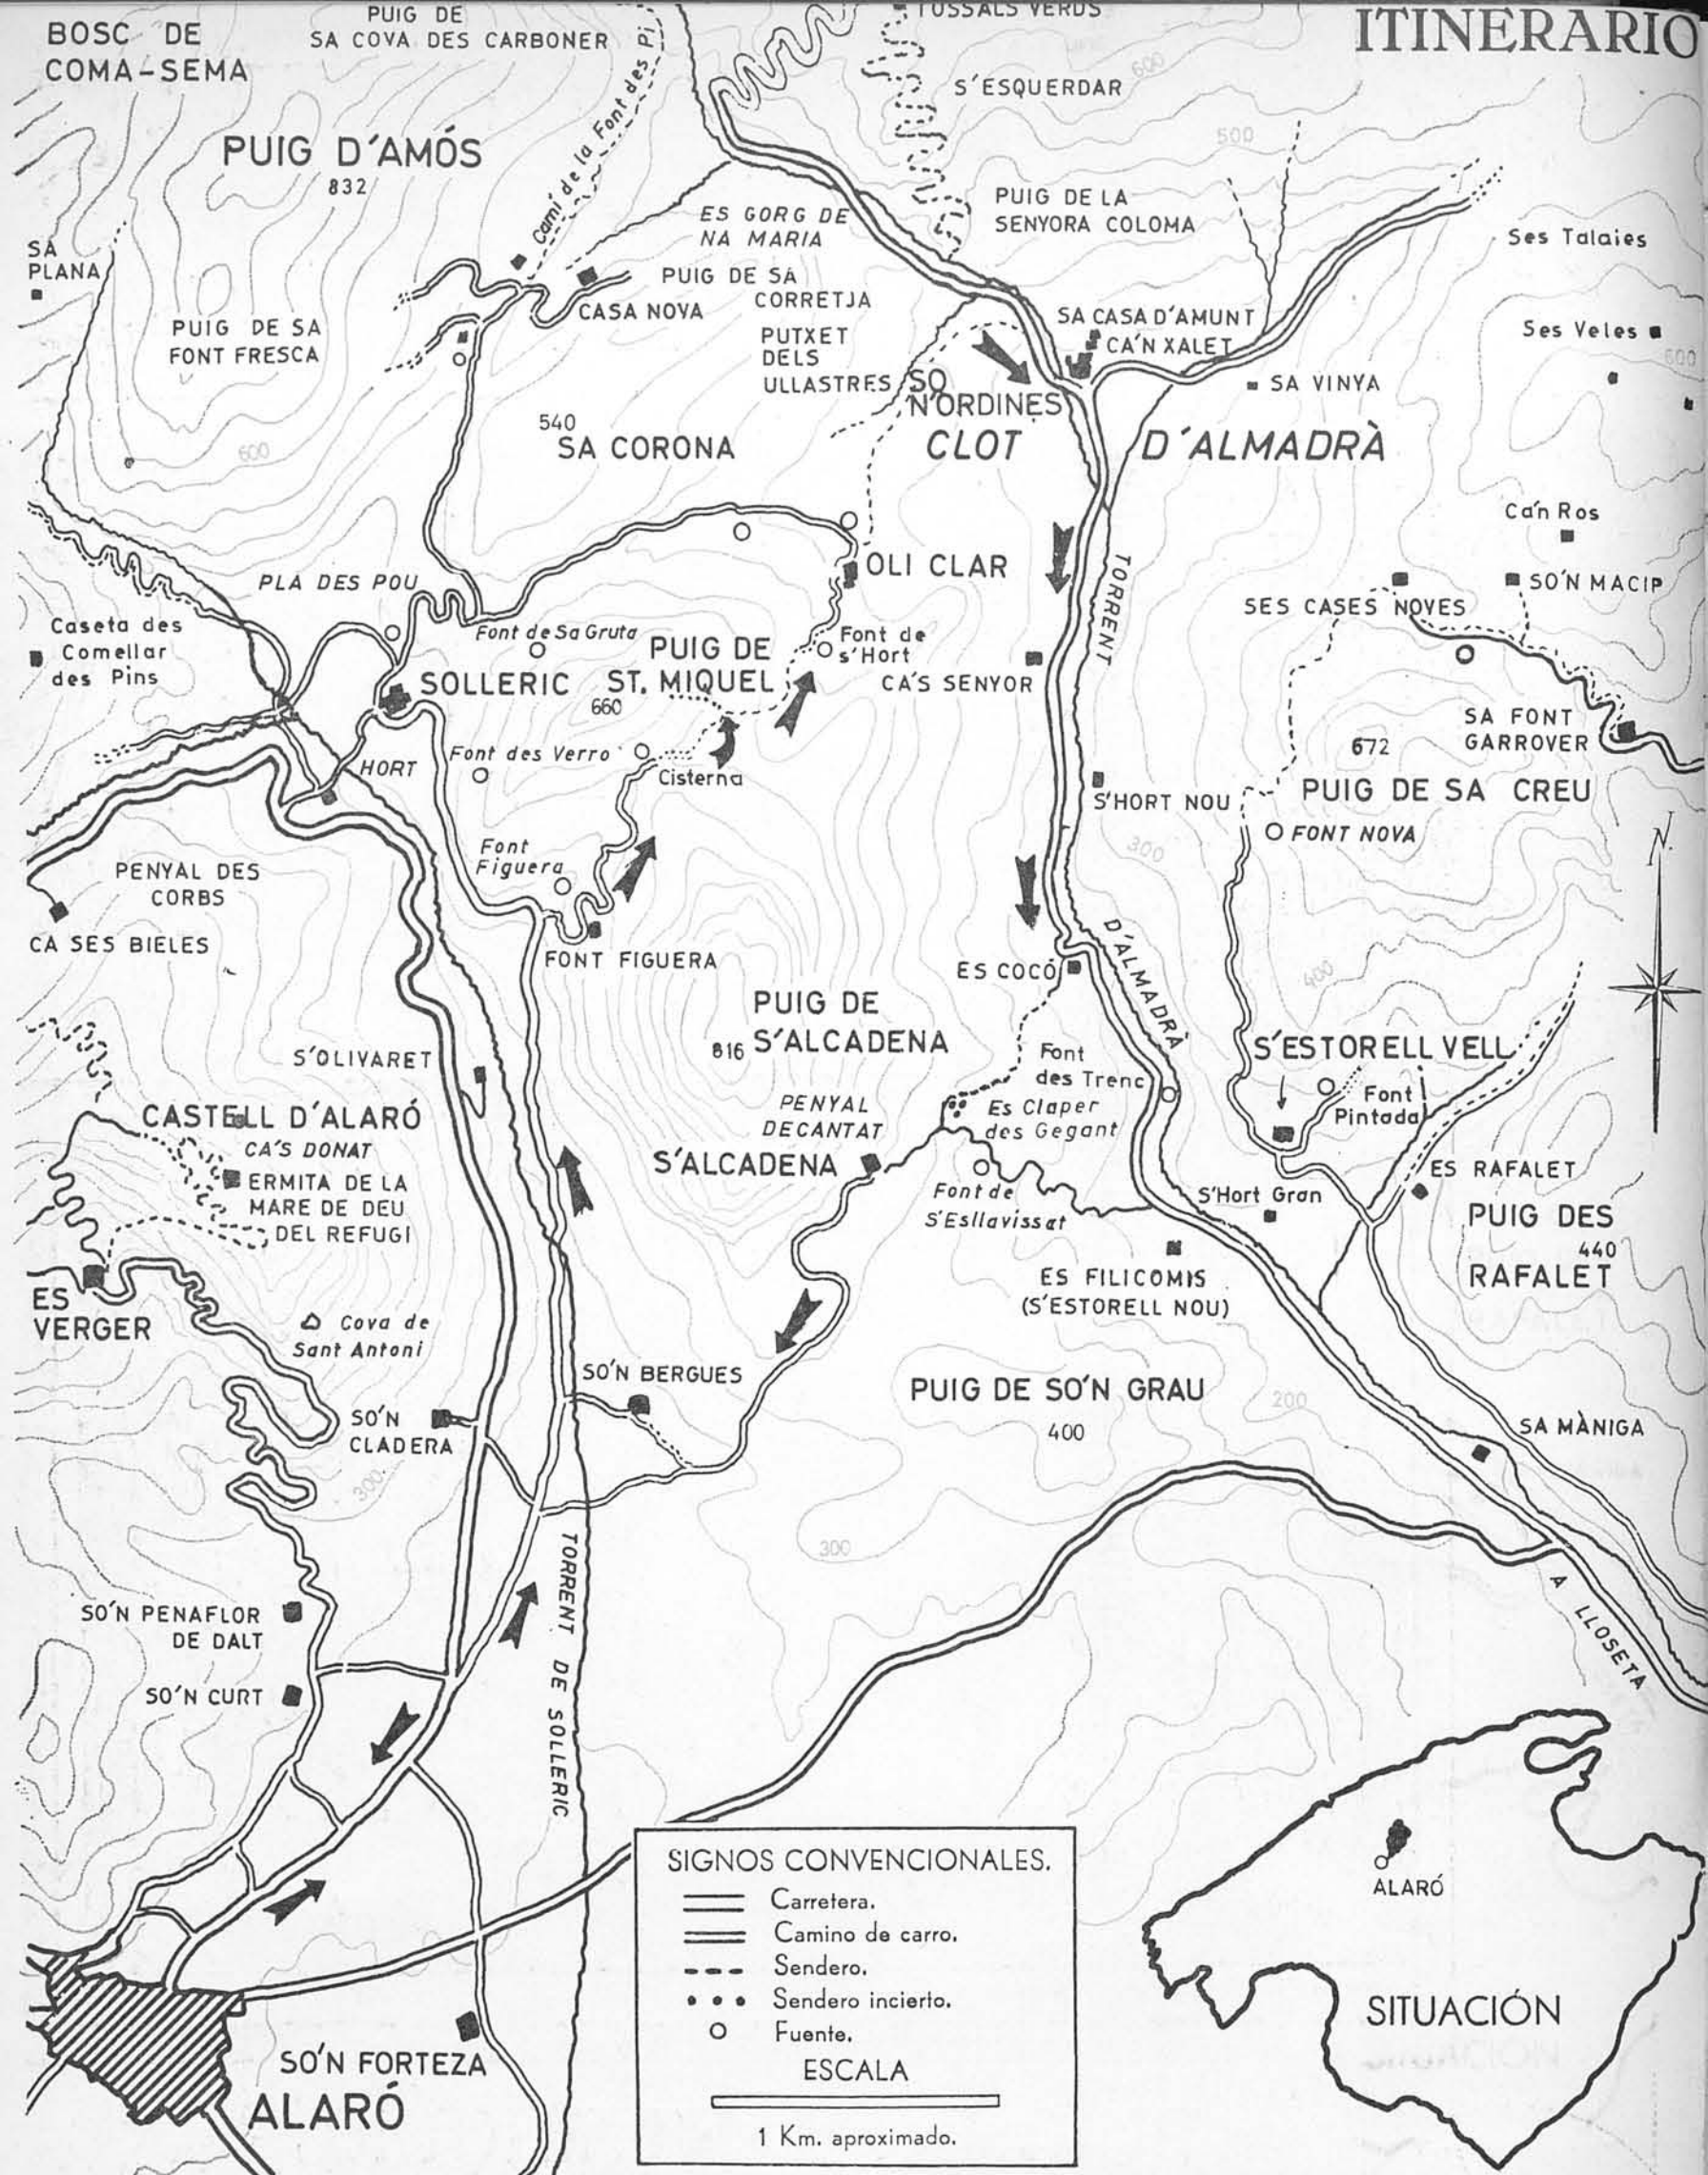 ITINERARIO
BOSC DE
COMA-SEMA
PUIG DE
SA COVA DES CARBONER
TOSSALS VERDS
S'ESQUERDAR
600
500
PUIG D'AMÓS
832
Camí de la Font des Pi
ES GORG DE
NA MARIA
PUIG DE LA
SENYORA COLOMA
Ses Talaies
SA
PLANA
PUIG DE SA
CORRETJA
CASA NOVA
PUIG DE SA
FONT FRESCA
PUTXET
DELS
ULLASTRES
SA CASA D'AMUNT
CA'N XALET
Ses Veles
600
SA VINYA
SO
N'ORDINES
540
SA CORONA
600
CLOT D'ALMADRÀ
Ca'n Ros
OLI CLAR
TORRENT
PLA DES POU
SO'N MACIP
SES CASES NOVES
Caseta des
Comellar
des Pins
Font de Sa Gruta
PUIG DE
ST. MIQUEL
660
Font de
s'Hort
CA'S SENYOR
SOLLERIC
SA FONT
GARROVER
672
HORT
Font des Verro
Cisterna
S'HORT NOU
PUIG DE SA CREU
FONT NOVA
N.
300
Font
Figuera
PENYAL DES
CORBS
CA SES BIELES
FONT FIGUERA
ES COCÓ
D'ALMADRÀ
400
PUIG DE
S'ALCADENA
816
S'OLIVARET
Font
des Trenc
S'ESTORELL VELL
Font
Pintada
CASTELL D'ALARÓ
CA'S DONAT
ERMITA DE LA
MARE DE DEU
DEL REFUGI
PENYAL
DECANTAT
Es Claper
des Gegant
S'ALCADENA
Font de
S'Esllavissat
S'Hort Gran
ES RAFALET
PUIG DES
RAFALET
440
ES FILICOMIS
(S'ESTORELL NOU)
ES
VERGER
Cova de
Sant Antoni
SO'N BERGUES
PUIG DE SO'N GRAU
400
200
SO'N
CLADERA
SA MÀNIGA
300
300
TORRENT DE SOLLERIC
A LLOSETA
SO'N PENAFLOR
DE DALT
SO'N CURT
SIGNOS CONVENCIONALES.
Carretera.
Camino de carro.
Sendero.
Sendero incierto.
Fuente.
ESCALA
1 Km. aproximado.
ALARÓ
SITUACIÓN
SO'N FORTEZA
ALARÓ